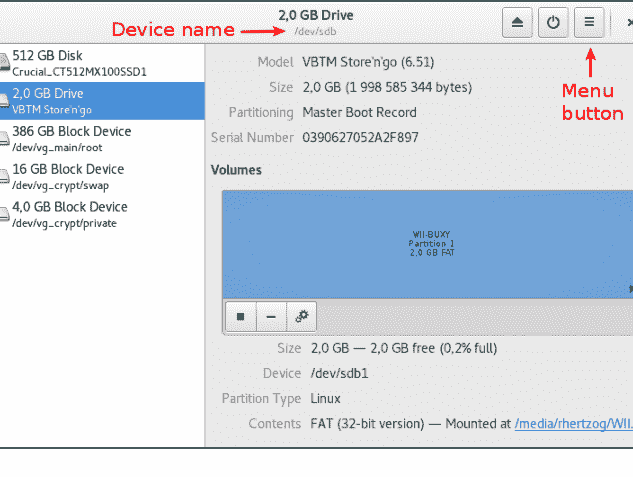 2,0 GB Drive
Device name
/dev/sdb
Menu
button
512 GB Disk
Crucial_CT512MX100SSD1
2,0 GB Drive
VBTM Store'n'go
386 GB Block Device
/dev/vg_main/root
16 GB Block Device
/dev/vg_crypt/swap
4,0 GB Block Device
/dev/vg_crypt/private
Model VBTM Store'n'go (6.51)
Size 2,0 GB (1 998 585 344 bytes)
Partitioning Master Boot Record
Serial Number 0390627052A2F897
Volumes
WII-BUXY
Partition 1
2,0 GB FAT
Size 2,0 GB — 2,0 GB free (0,2% full)
Device /dev/sdb1
Partition Type Linux
Contents FAT (32-bit version) — Mounted at /media/rhertzog/WII.